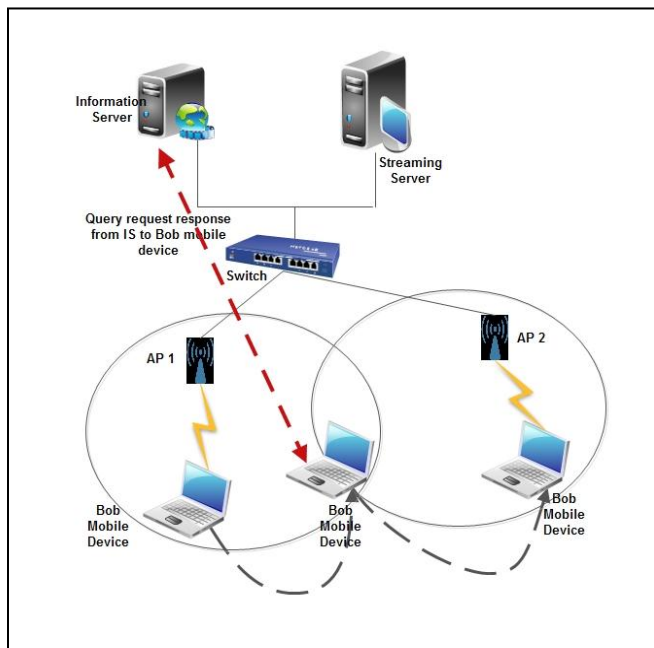 Information
Server
Streaming
Server
Query request response
from IS to Bob mobile
device
Switch
AP 1
AP 2
Bob
Mobile
Device
Bob
Mobile
Device
Bob
Mobile
Device